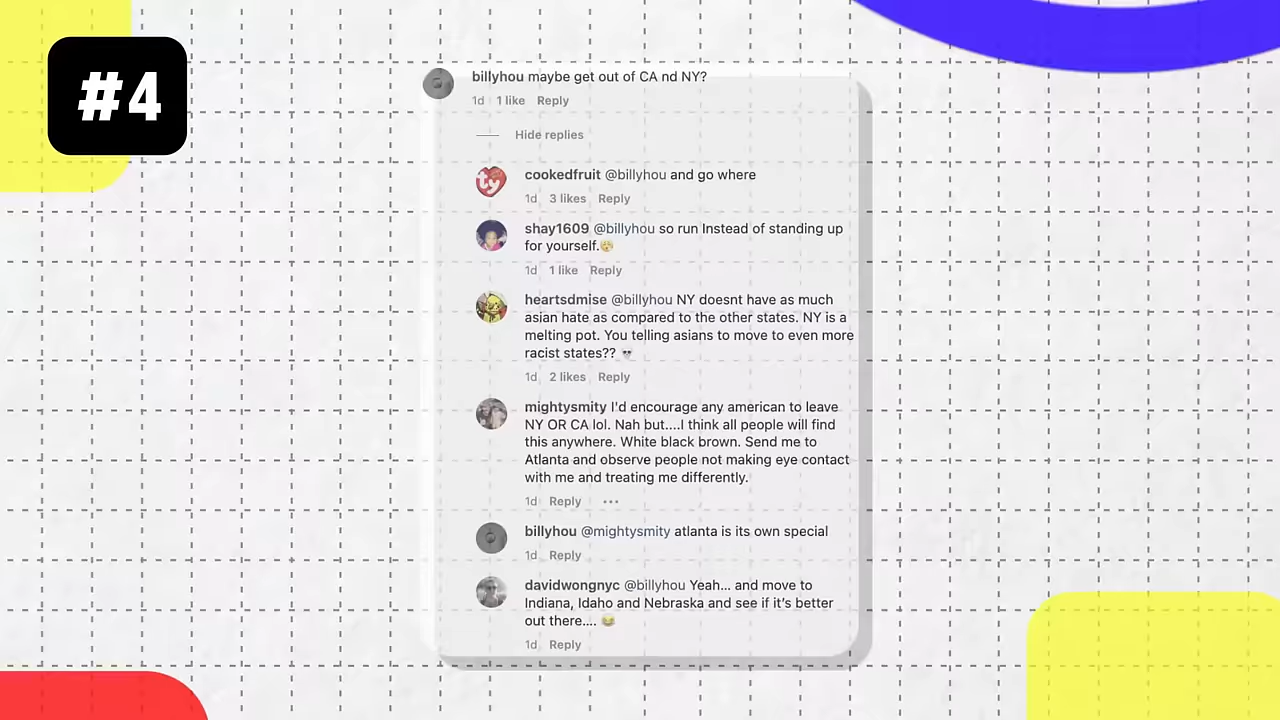 #4
billyhou maybe get out of CA nd NY?
1d 1 like Reply
Hide replies
ty
cookedfruit @billyhou and go where
1d 3 likes Reply
shay1609 @billyhou so run Instead of standing up
for yourself.
1d 1 like Reply
heartsdmise @billyhou NY doesnt have as much
asian hate as compared to the other states. NY is a
melting pot. You telling asians to move to even more
racist states??
1d 2 likes Reply
mightysmity I'd encourage any american to leave
NY OR CA lol. Nah but....I think all people will find
this anywhere. White black brown. Send me to
Atlanta and observe people not making eye contact
with me and treating me differently.
1d Reply •••
billyhou @mightysmity atlanta is its own special
1d Reply
davidwongnyc @billyhou Yeah... and move to
Indiana, Idaho and Nebraska and see if it's better
out there.... 😂
1d Reply